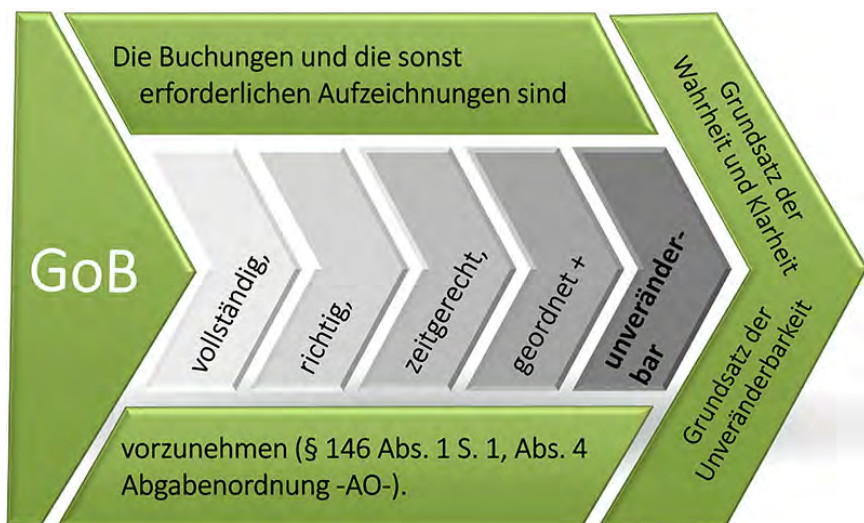 GoB
Die Buchungen und die sonst
erforderlichen Aufzeichnungen sind
vollständig,
richtig,
zeitgerecht,
geordnet +
unveränder-
bar
vorzunehmen (§ 146 Abs. 1 S. 1, Abs. 4
Abgabenordnung -AO-).
Grundsatz der
Wahrheit und Klarheit
Grundsatz der
Unveränderbarkeit